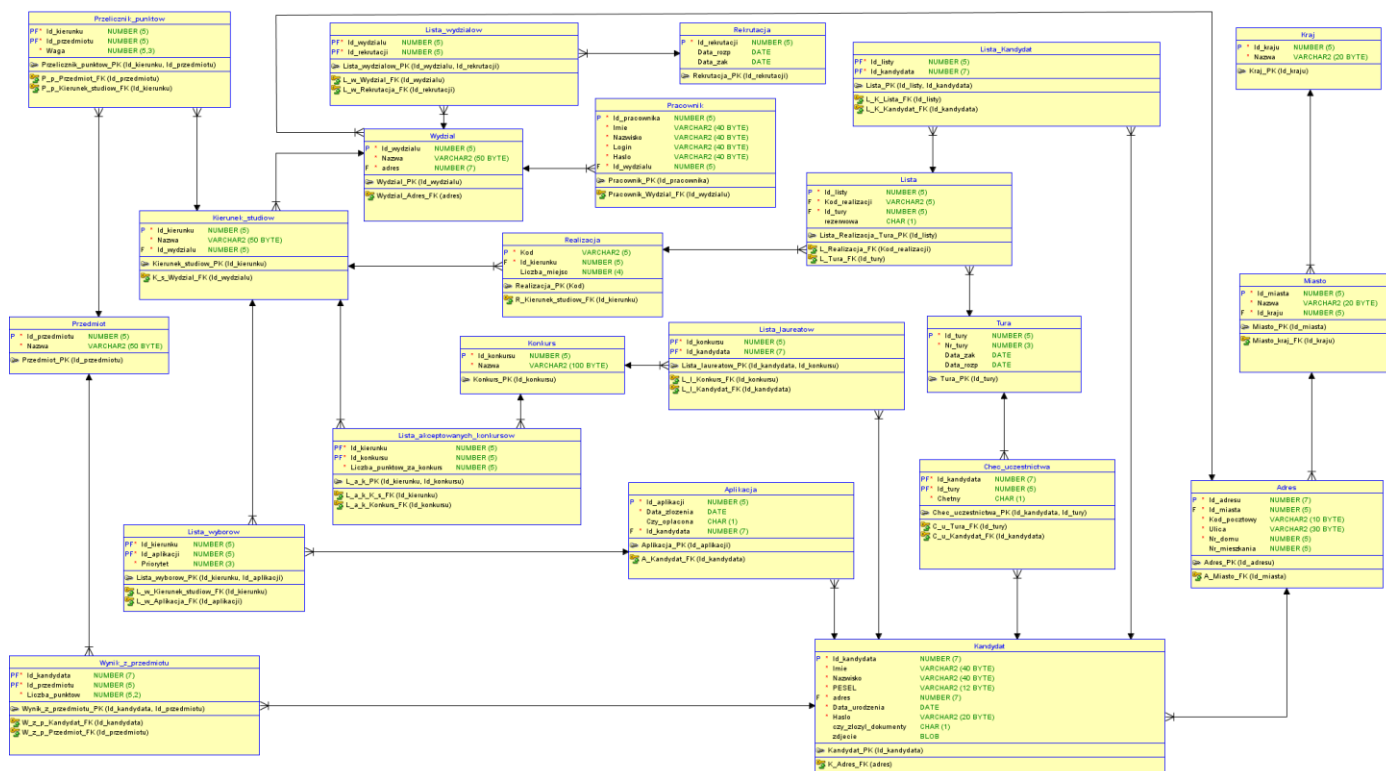 Przelicznik_punktow
PF* Id_kierunku NUMBER (5)
PF* Id_przedmiotu NUMBER (5)
* Waga NUMBER (5,3)
Przelicznik_punktow_PK (Id_kierunku, Id_przedmiotu)
P_p_Przedmiot_FK (Id_przedmiotu)
P_p_Kierunek_studiow_FK (Id_kierunku)
Lista_wydzialow
PF* Id_wydzialu NUMBER (5)
PF* Id_rekrutacji NUMBER (5)
Lista_wydzialow_PK (Id_wydzialu, Id_rekrutacji)
L_w_Wydzial_FK (Id_wydzialu)
L_w_Rekrutacja_FK (Id_rekrutacji)
Rekrutacja
P * Id_rekrutacji NUMBER (5)
Data_rozp DATE
Data_zak DATE
Rekrutacja_PK (Id_rekrutacji)
Lista_Kandydat
PF* Id_listy NUMBER (5)
PF* Id_kandydata NUMBER (7)
Lista_PK (Id_listy, Id_kandydata)
L_K_Lista_FK (Id_listy)
L_K_Kandydat_FK (Id_kandydata)
Kraj
P * Id_kraju NUMBER (5)
* Nazwa VARCHAR2 (20 BYTE)
Kraj_PK (Id_kraju)
Pracownik
P * Id_pracownika NUMBER (5)
* Imie VARCHAR2 (40 BYTE)
* Nazwisko VARCHAR2 (40 BYTE)
* Login VARCHAR2 (40 BYTE)
* Haslo VARCHAR2 (40 BYTE)
F * Id_wydzialu NUMBER (5)
Pracownik_PK (Id_pracownika)
Pracownik_Wydzial_FK (Id_wydzialu)
Wydzial
P * Id_wydzialu NUMBER (5)
* Nazwa VARCHAR2 (50 BYTE)
F * adres NUMBER (7)
Wydzial_PK (Id_wydzialu)
Wydzial_Adres_FK (adres)
Lista
P * Id_listy NUMBER (5)
F * Kod_realizacji VARCHAR2 (5)
F * Id_tury NUMBER (5)
rezerwowa CHAR (1)
Lista_Realizacja_Tura_PK (Id_listy)
L_Realizacja_FK (Kod_realizacji)
L_Tura_FK (Id_tury)
Kierunek_studiow
P * Id_kierunku NUMBER (5)
* Nazwa VARCHAR2 (50 BYTE)
F * Id_wydzialu NUMBER (5)
Kierunek_studiow_PK (Id_kierunku)
K_s_Wydzial_FK (Id_wydzialu)
Realizacja
P * Kod VARCHAR2 (5)
F * Id_kierunku NUMBER (5)
Liczba_miejsc NUMBER (4)
Realizacja_PK (Kod)
R_Kierunek_studiow_FK (Id_kierunku)
Miasto
P * Id_miasta NUMBER (5)
* Nazwa VARCHAR2 (20 BYTE)
F * Id_kraju NUMBER (5)
Miasto_PK (Id_miasta)
Miasto_kraj_FK (Id_kraju)
Przedmiot
P * Id_przedmiotu NUMBER (5)
* Nazwa VARCHAR2 (50 BYTE)
Przedmiot_PK (Id_przedmiotu)
Konkurs
P * Id_konkursu NUMBER (5)
* Nazwa VARCHAR2 (100 BYTE)
Konkurs_PK (Id_konkursu)
Lista_laureatow
PF* Id_konkursu NUMBER (5)
PF* Id_kandydata NUMBER (7)
Lista_laureatow_PK (Id_kandydata, Id_konkursu)
L_l_Konkurs_FK (Id_konkursu)
L_l_Kandydat_FK (Id_kandydata)
Tura
P * Id_tury NUMBER (5)
* Nr_tury NUMBER (3)
Data_zak DATE
Data_rozp DATE
Tura_PK (Id_tury)
Lista_akceptowanych_konkursow
PF* Id_kierunku NUMBER (5)
PF* Id_konkursu NUMBER (5)
* Liczba_punktow_za_konkurs NUMBER (5)
L_a_k_PK (Id_kierunku, Id_konkursu)
L_a_k_K_s_FK (Id_kierunku)
L_a_k_Konkurs_FK (Id_konkursu)
Chec_uczestnictwa
PF* Id_kandydata NUMBER (7)
PF* Id_tury NUMBER (5)
* Chetny CHAR (1)
Chec_uczestnictwa_PK (Id_kandydata, Id_tury)
C_u_Tura_FK (Id_tury)
C_u_Kandydat_FK (Id_kandydata)
Aplikacja
P * Id_aplikacji NUMBER (5)
* Data_zlozenia DATE
* Czy_oplacona CHAR (1)
F * Id_kandydata NUMBER (7)
Aplikacja_PK (Id_aplikacji)
A_Kandydat_FK (Id_kandydata)
Adres
P * Id_adresu NUMBER (7)
F * Id_miasta NUMBER (5)
* Kod_pocztowy VARCHAR2 (10 BYTE)
* Ulica VARCHAR2 (30 BYTE)
* Nr_domu NUMBER (5)
Nr_mieszkania NUMBER (5)
Adres_PK (Id_adresu)
A_Miasto_FK (Id_miasta)
Lista_wyborow
PF* Id_kierunku NUMBER (5)
PF* Id_aplikacji NUMBER (5)
* Priorytet NUMBER (3)
Lista_wyborow_PK (Id_kierunku, Id_aplikacji)
L_w_Kierunek_studiow_FK (Id_kierunku)
L_w_Aplikacja_FK (Id_aplikacji)
Wynik_z_przedmiotu
PF* Id_kandydata NUMBER (7)
PF* Id_przedmiotu NUMBER (5)
* Liczba_punktow NUMBER (5,2)
Wynik_z_przedmiotu_PK (Id_kandydata, Id_przedmiotu)
W_z_p_Kandydat_FK (Id_kandydata)
W_z_p_Przedmiot_FK (Id_przedmiotu)
Kandydat
P * Id_kandydata NUMBER (7)
* Imie VARCHAR2 (40 BYTE)
* Nazwisko VARCHAR2 (40 BYTE)
* PESEL VARCHAR2 (12 BYTE)
F * adres NUMBER (7)
* Data_urodzenia DATE
* Haslo VARCHAR2 (20 BYTE)
czy_zlozyl_dokumenty CHAR (1)
zdjecie BLOB
Kandydat_PK (Id_kandydata)
K_Adres_FK (adres)